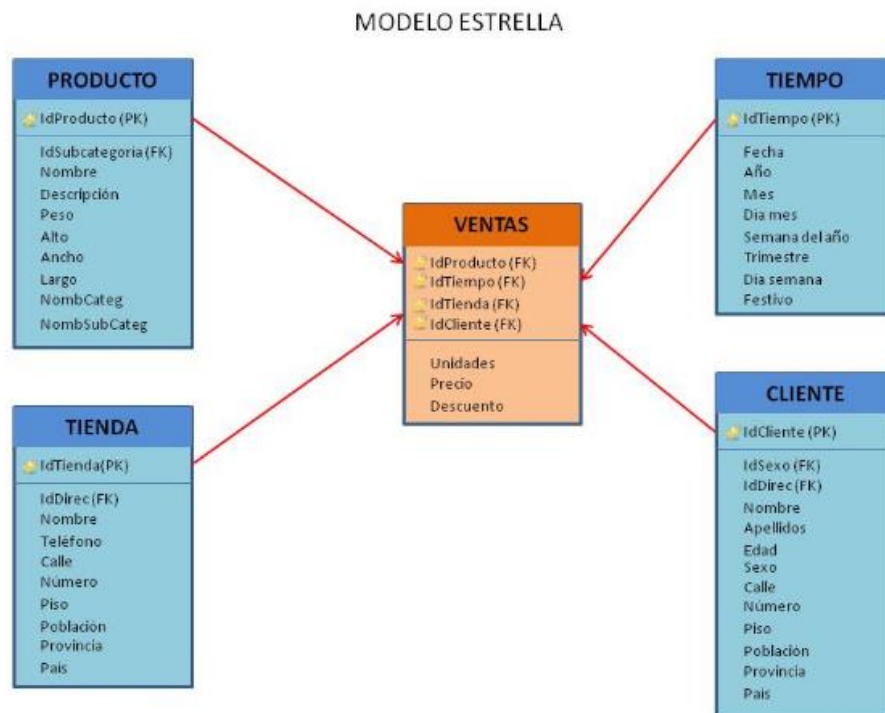 MODELO ESTRELLA
PRODUCTO
IdProducto (PK)
IdSubcategoria (FK)
Nombre
Descripción
Peso
Alto
Ancho
Largo
NombCateg
NombSubCateg
TIENDA
IdTienda(PK)
IdDirec (FK)
Nombre
Teléfono
Calle
Número
Piso
Población
Provincia
País
VENTAS
IdProducto (FK)
IdTiempo (FK)
IdTienda (FK)
IdCliente (FK)
Unidades
Precio
Descuento
TIEMPO
IdTiempo (PK)
Fecha
Año
Mes
Dia mes
Semana del año
Trimestre
Dia semana
Festivo
CLIENTE
IdCliente (PK)
IdSexo (FK)
IdDirec (FK)
Nombre
Apellidos
Edad
Sexo
Calle
Número
Piso
Población
Provincia
País